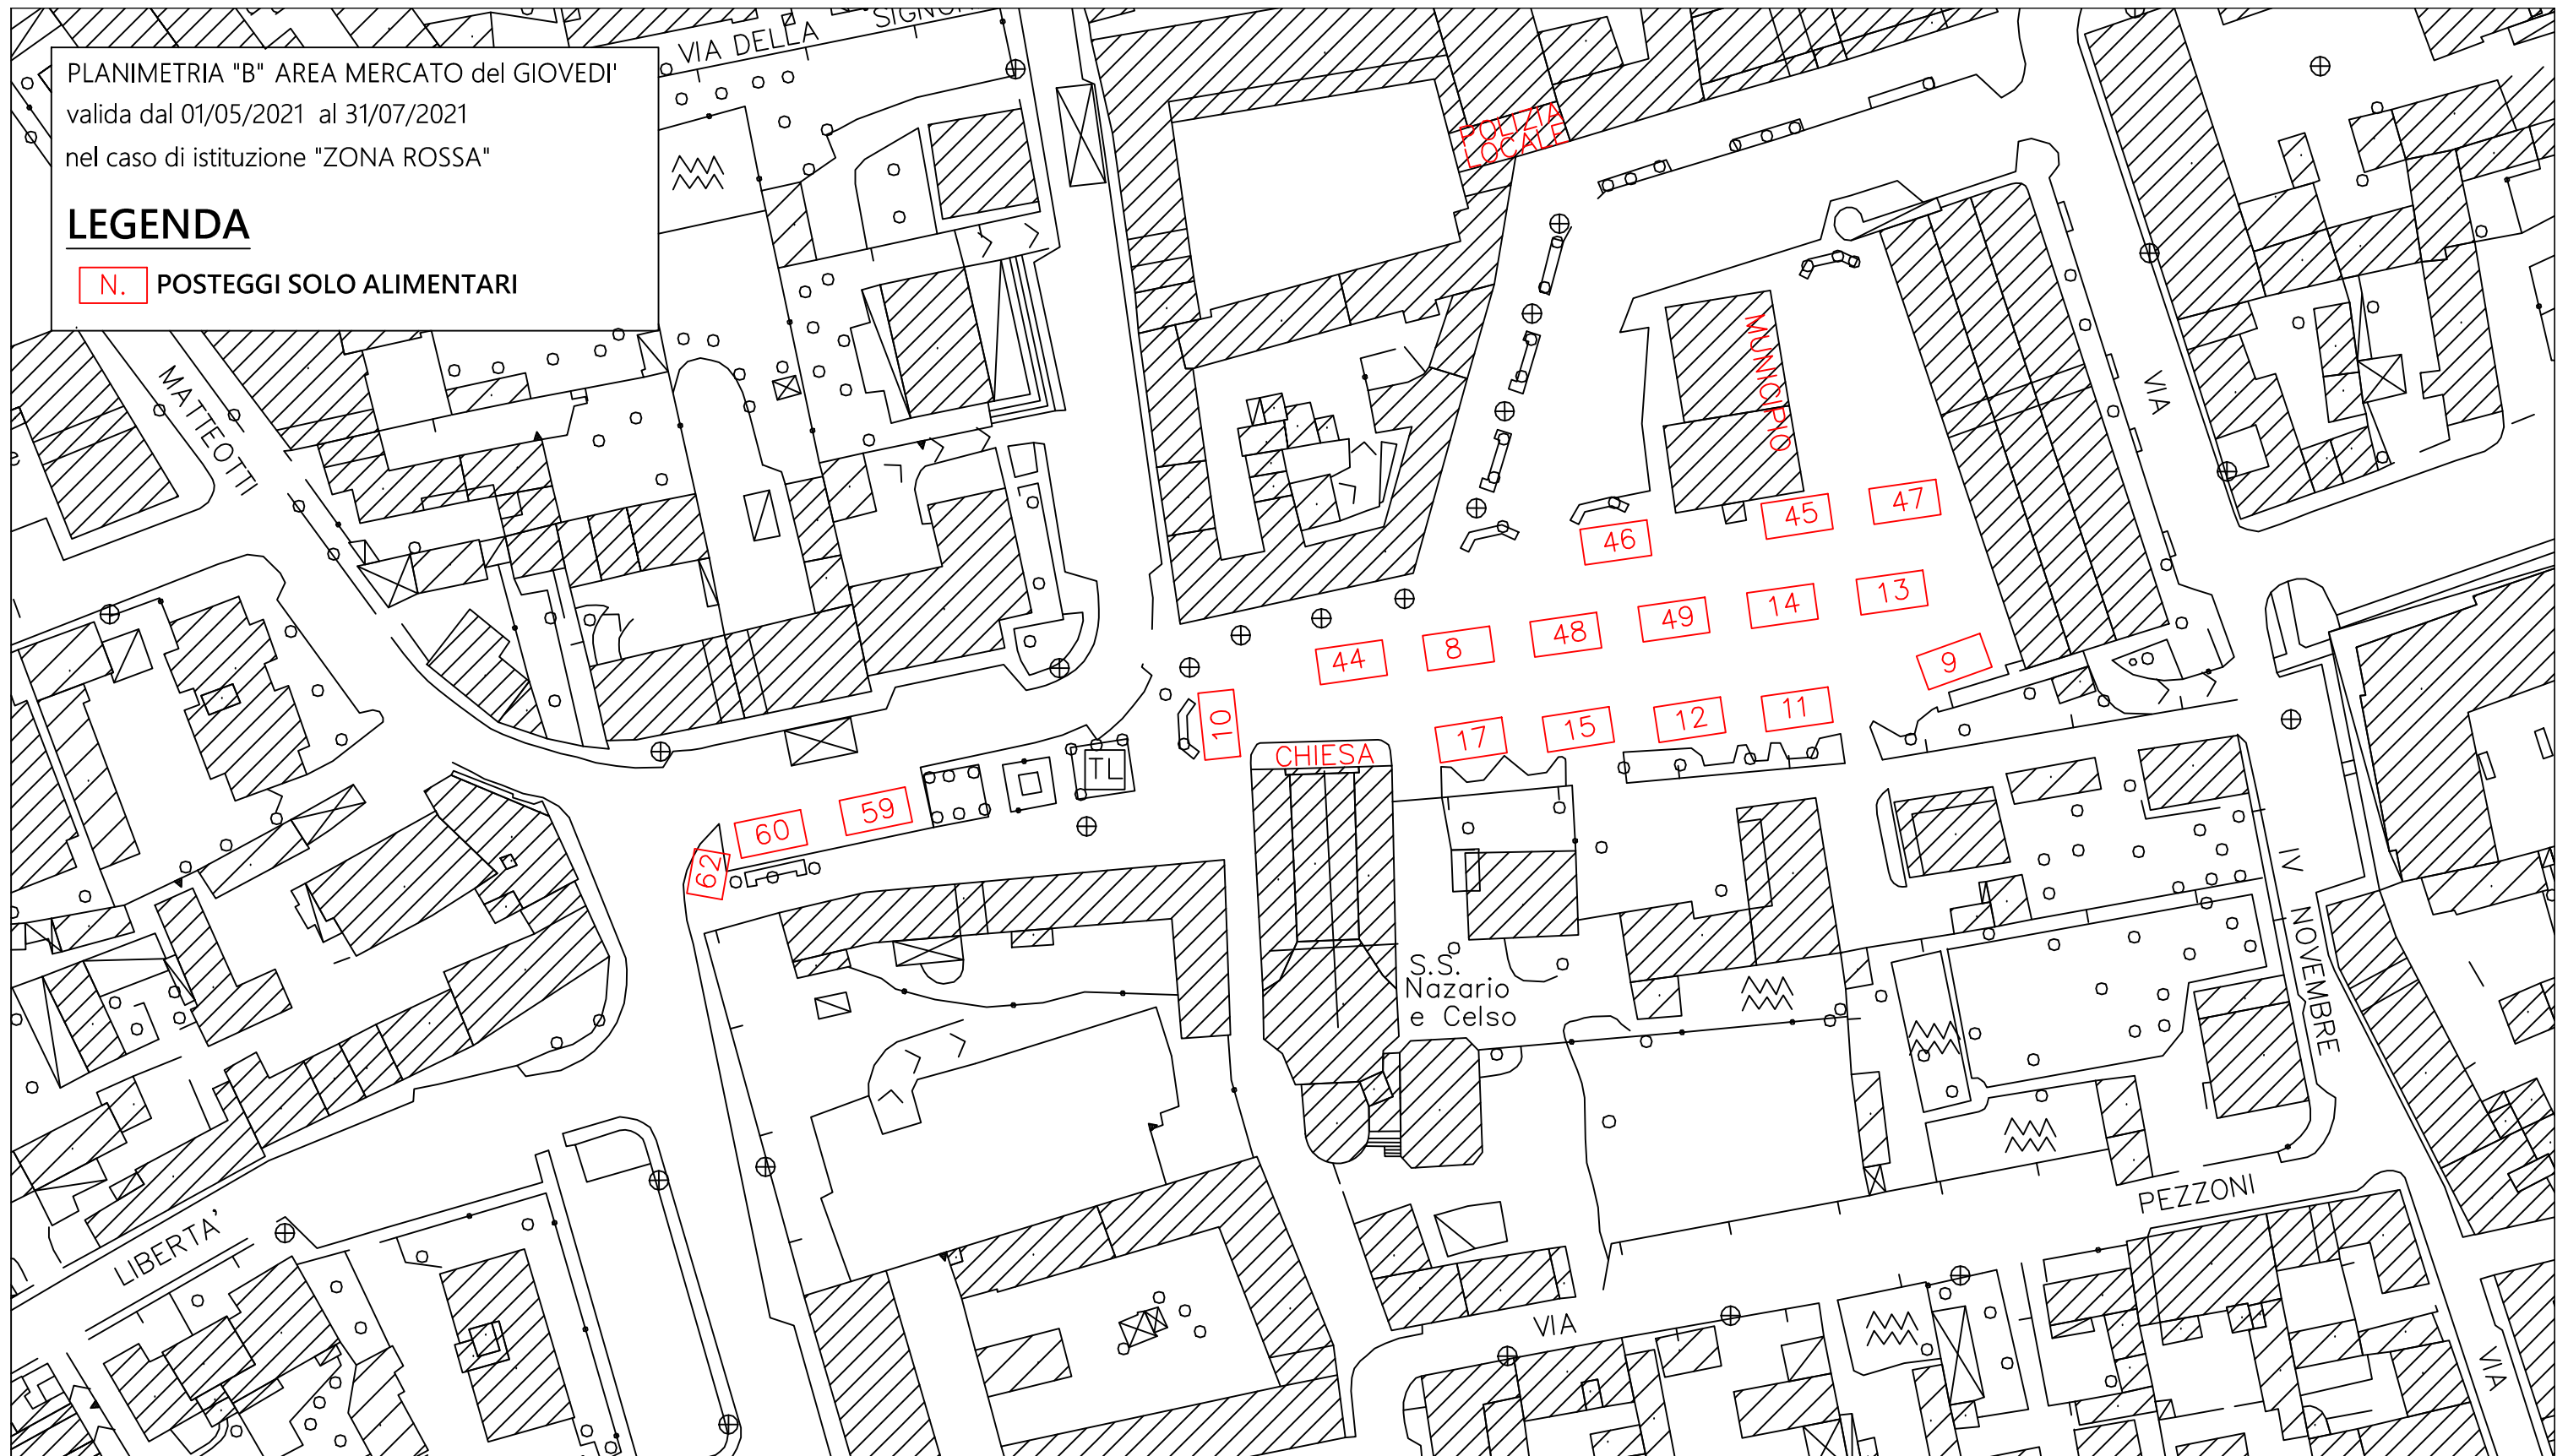 PLANIMETRIA "B" AREA MERCATO del GIOVEDI'
valida dal 01/05/2021 al 31/07/2021
nel caso di istituzione "ZONA ROSSA"
LEGENDA
N. POSTEGGI SOLO ALIMENTARI
VIA DELLA
POLIZIA
LOCALE
MUNICIPIO
MATTEOTTI
VIA
47
45
46
13
14
49
48
8
44
9
10
11
12
15
17
CHIESA
TL
59
60
62
IV NOVEMBRE
S.S.
Nazario
e Celso
LIBERTA'
PEZZONI
VIA
VIA